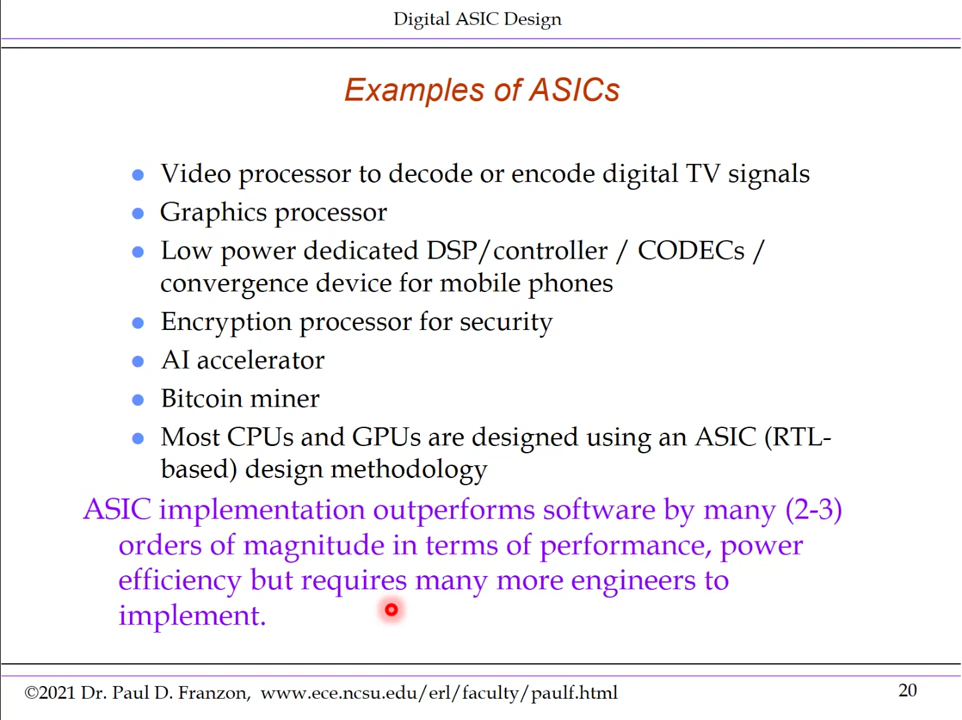 Digital ASIC Design
Examples of ASICs
Video processor to decode or encode digital TV signals
Graphics processor
Low power dedicated DSP/controller / CODECs /
convergence device for mobile phones
Encryption processor for security
AI accelerator
Bitcoin miner
Most CPUs and GPUs are designed using an ASIC (RTL-
based) design methodology
ASIC implementation outperforms software by many (2-3)
orders of magnitude in terms of performance, power
efficiency but requires many more engineers to
implement.
©2021 Dr. Paul D. Franzon, www.ece.ncsu.edu/erl/faculty/paulf.html
20